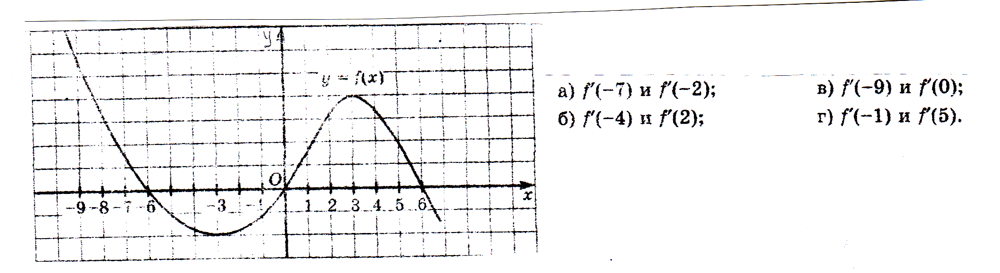 y
y = f(x)
O
x
−9 −8 −7 −6 −3 −1 1 2 3 4 5 6
а) f′(−7) и f′(−2);
б) f′(−4) и f′(2);
в) f′(−9) и f′(0);
г) f′(−1) и f′(5).